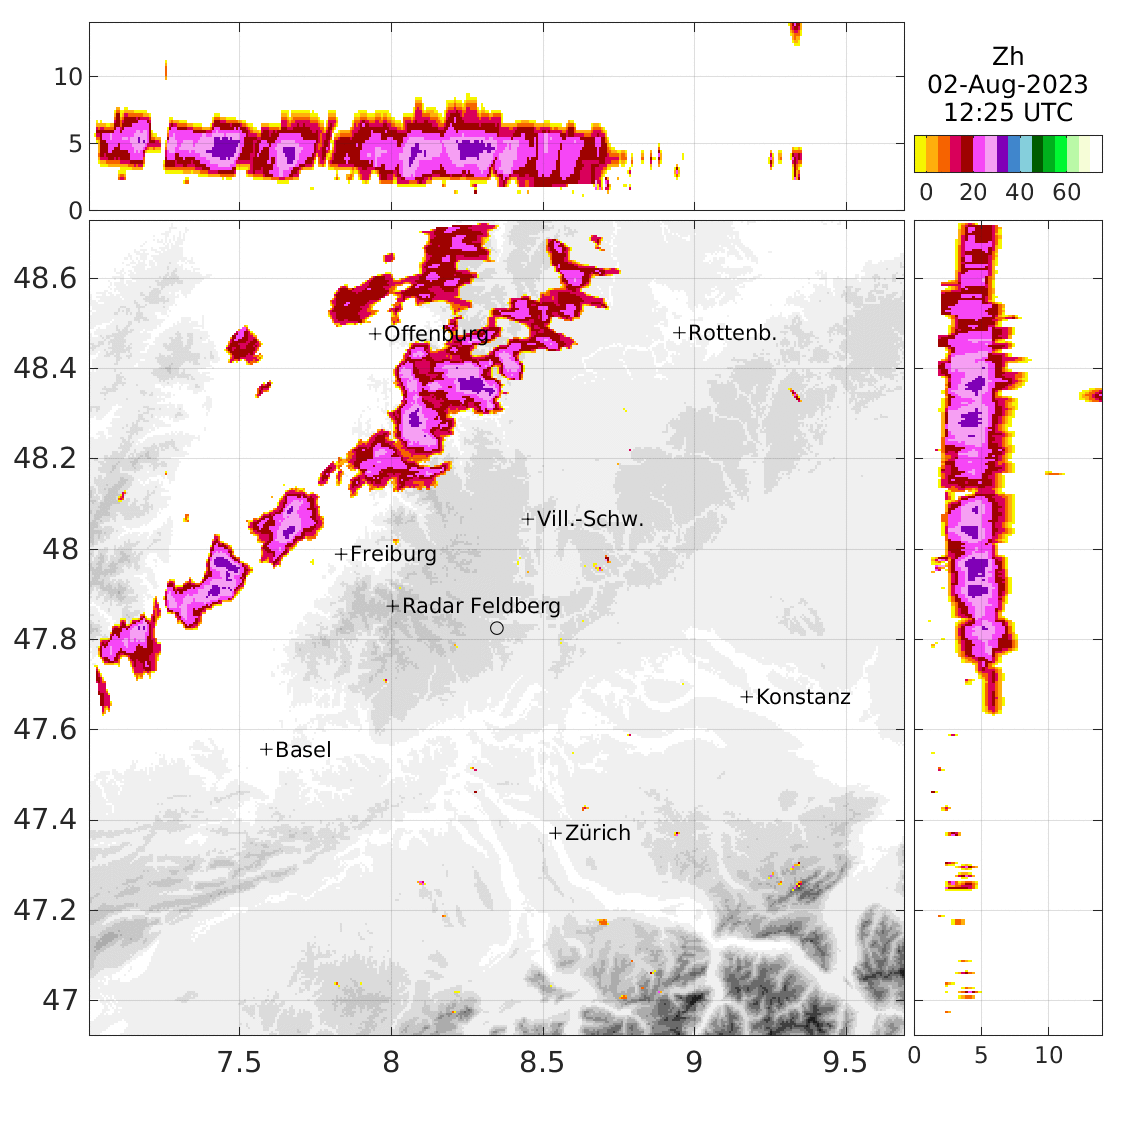 10
5
0
Zh
02-Aug-2023
12:25 UTC
0 20 40 60
48.6
48.4
48.2
48
47.8
47.6
47.4
47.2
47
+Offenburg
+Rottenb.
+Vill.-Schw.
+Freiburg
+Radar Feldberg
+Konstanz
+Basel
+Zürich
7.5 8 8.5 9 9.5
0 5 10